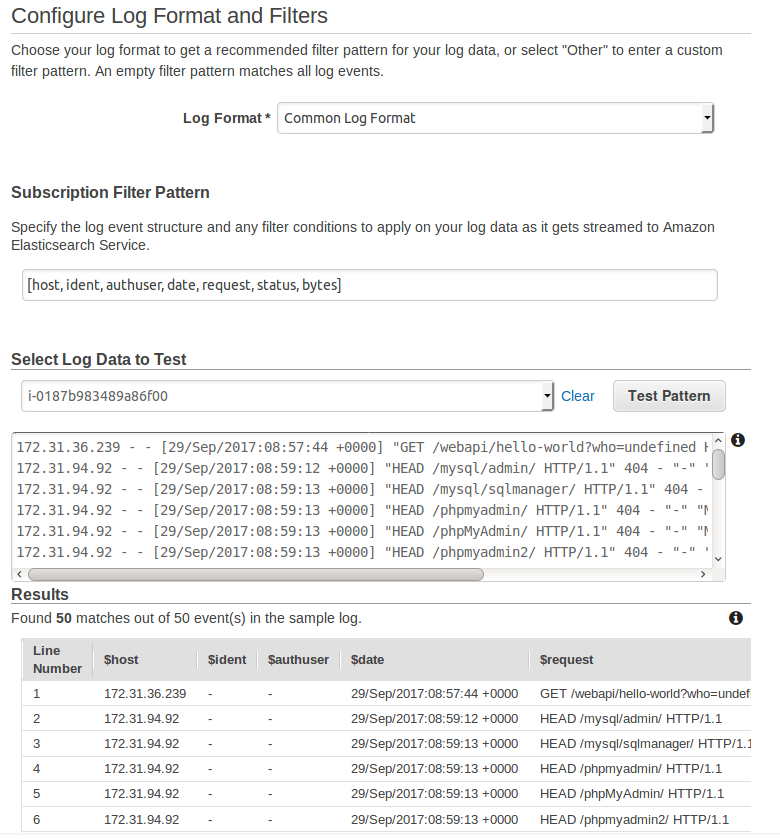 Configure Log Format and Filters
Choose your log format to get a recommended filter pattern for your log data, or select "Other" to enter a custom
filter pattern. An empty filter pattern matches all log events.
Log Format * Common Log Format
Subscription Filter Pattern
Specify the log event structure and any filter conditions to apply on your log data as it gets streamed to Amazon
Elasticsearch Service.
[host, ident, authuser, date, request, status, bytes]
Select Log Data to Test
i-0187b983489a86f00 Clear Test Pattern
172.31.36.239 - - [29/Sep/2017:08:57:44 +0000] "GET /webapi/hello-world?who=undefined H
172.31.94.92 - - [29/Sep/2017:08:59:12 +0000] "HEAD /mysql/admin/ HTTP/1.1" 404 - "-" "
172.31.94.92 - - [29/Sep/2017:08:59:13 +0000] "HEAD /mysql/sqlmanager/ HTTP/1.1" 404 -
172.31.94.92 - - [29/Sep/2017:08:59:13 +0000] "HEAD /phpmyadmin/ HTTP/1.1" 404 - "-" "M
172.31.94.92 - - [29/Sep/2017:08:59:13 +0000] "HEAD /phpMyAdmin/ HTTP/1.1" 404 - "-" "M
172.31.94.92 - - [29/Sep/2017:08:59:13 +0000] "HEAD /phpmyadmin2/ HTTP/1.1" 404 - "-" "
Results
Found 50 matches out of 50 event(s) in the sample log.
Line Number $host $ident $authuser $date $request
1 172.31.36.239 - - 29/Sep/2017:08:57:44 +0000 GET /webapi/hello-world?who=undef
2 172.31.94.92 - - 29/Sep/2017:08:59:12 +0000 HEAD /mysql/admin/ HTTP/1.1
3 172.31.94.92 - - 29/Sep/2017:08:59:13 +0000 HEAD /mysql/sqlmanager/ HTTP/1.1
4 172.31.94.92 - - 29/Sep/2017:08:59:13 +0000 HEAD /phpmyadmin/ HTTP/1.1
5 172.31.94.92 - - 29/Sep/2017:08:59:13 +0000 HEAD /phpMyAdmin/ HTTP/1.1
6 172.31.94.92 - - 29/Sep/2017:08:59:13 +0000 HEAD /phpmyadmin2/ HTTP/1.1